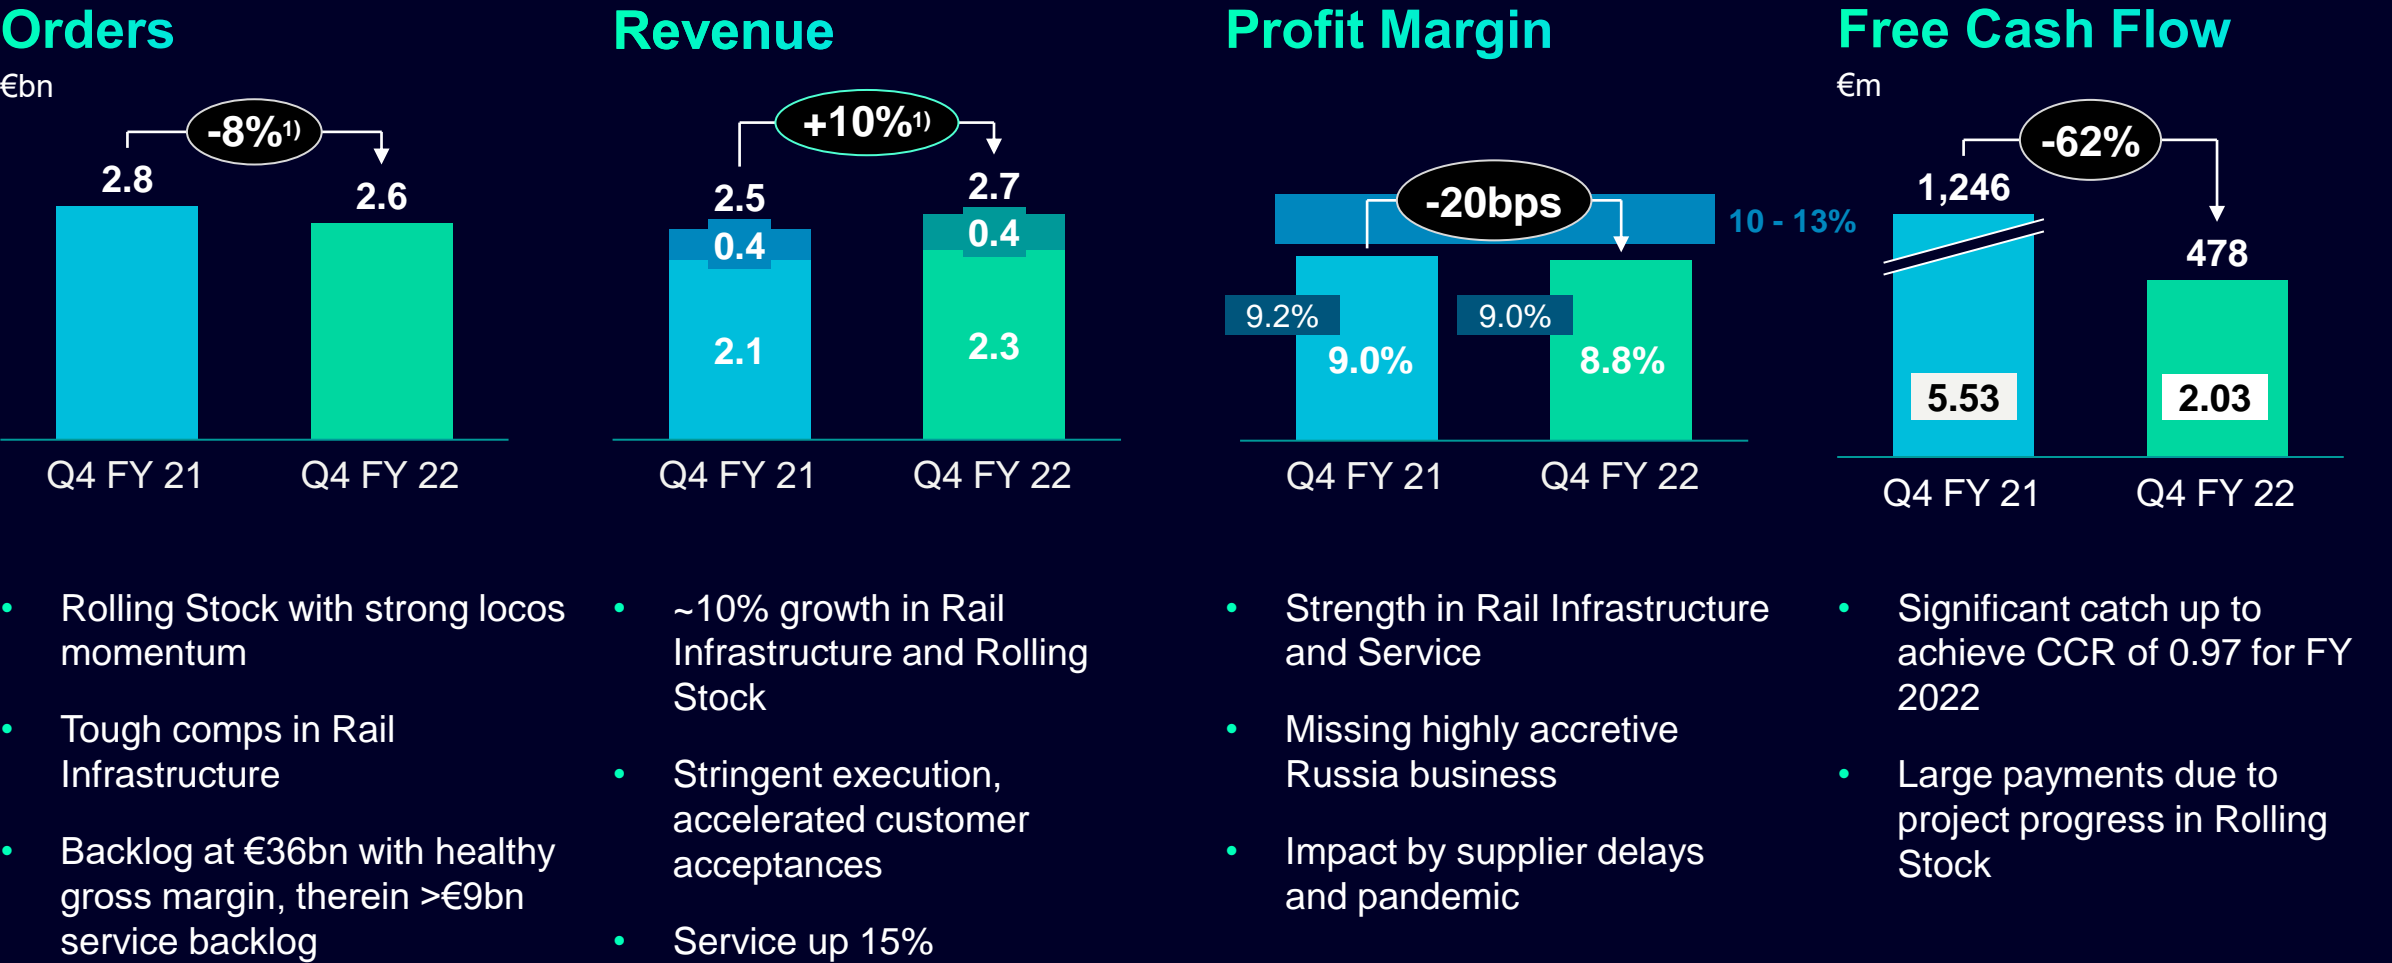 Orders
€bn
-8%1)
2.8
2.6
Q4 FY 21
Q4 FY 22
• Rolling Stock with strong locos
momentum
• Tough comps in Rail
Infrastructure
• Backlog at €36bn with healthy
gross margin, therein >€9bn
service backlog
Revenue
+10%1)
2.5
2.7
0.4
0.4
2.1
2.3
Q4 FY 21
Q4 FY 22
• ~10% growth in Rail
Infrastructure and Rolling
Stock
• Stringent execution,
accelerated customer
acceptances
• Service up 15%
Profit Margin
-20bps
10 - 13%
9.2%
9.0%
9.0%
8.8%
Q4 FY 21
Q4 FY 22
• Strength in Rail Infrastructure
and Service
• Missing highly accretive
Russia business
• Impact by supplier delays
and pandemic
Free Cash Flow
€m
-62%
1,246
478
5.53
2.03
Q4 FY 21
Q4 FY 22
• Significant catch up to
achieve CCR of 0.97 for FY
2022
• Large payments due to
project progress in Rolling
Stock